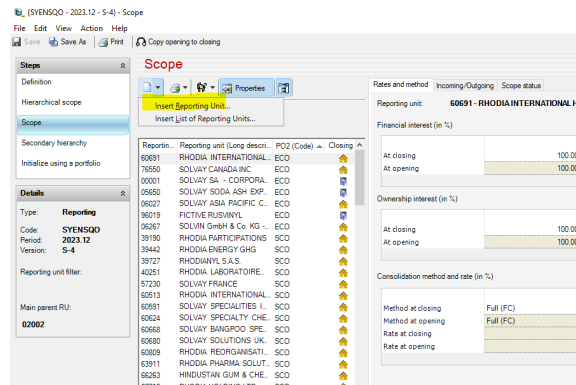 (SYENSQO - 2023.12 - S-4) - Scope
File Edit View Action Help
Save Save As Print Copy opening to closing
Steps
Definition
Hierarchical scope
Scope
Secondary hierarchy
Initialize using a portfolio
Details
Type: Reporting
Code: SYENSQO
Period: 2023.12
Version: S-4
Reporting unit filter:
Main parent RU:
02002
Scope
Properties
Insert Reporting Unit...
Insert List of Reporting Units...
Reportin... Reporting unit (Long descri... PO2 (Code) Closing
60691 RHODIA INTERNATIONAL... ECO
76550 SOLVAY CANADA INC ECO
00001 SOLVAY SA - CORPORA... ECO
05650 SOLVAY SODA ASH EXP... ECO
06027 SOLVAY ASIA PACIFIC C... ECO
96019 FICTIVE RUSVINYL ECO
06267 SOLVIN GmbH & Co. KG -... ECO
39190 RHODIA PARTICIPATIONS SCO
39442 RHODIA ENERGY GHG SCO
39727 RHODIANYL S.A.S. SCO
40251 RHODIA LABORATOIRE... SCO
57230 SOLVAY FRANCE SCO
60513 RHODIA INTERNATIONAL... SCO
60591 SOLVAY SPECIALITIES I... SCO
60624 SOLVAY SPECIALTY CHE... SCO
60668 SOLVAY BANGPOO SPE... SCO
60680 SOLVAY SOLUTIONS UK... SCO
60809 RHODIA REORGANISATI... SCO
63911 RHODIA PHARMA SOLUT... SCO
66263 HINDUSTAN GUM & CHE... SCO
Rates and method Incoming/Outgoing Scope status
Reporting unit: 60691 - RHODIA INTERNATIONAL H
Financial interest (in %)
At closing 100.00
At opening 100.00
Ownership interest (in %)
At closing 100.00
At opening 100.00
Consolidation method and rate (in %)
Method at closing Full (FC)
Method at opening Full (FC)
Rate at closing
Rate at opening